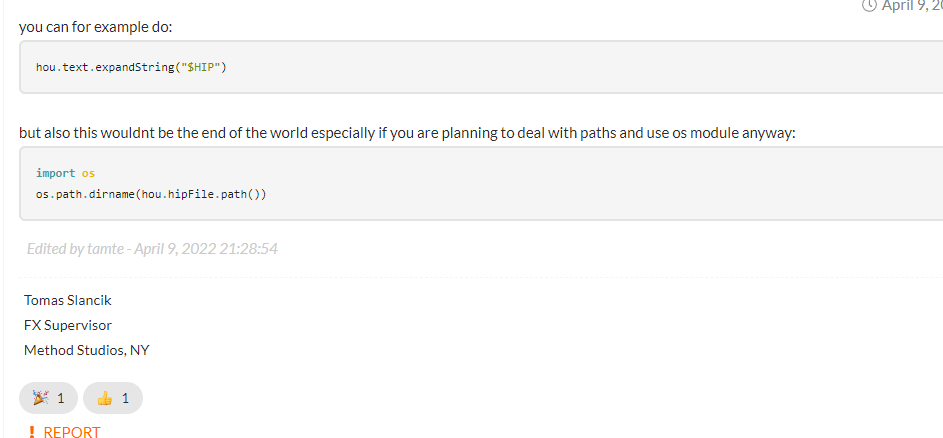 April 9, 20
you can for example do:
hou.text.expandString("$HIP")
but also this wouldnt be the end of the world especially if you are planning to deal with paths and use os module anyway:
import os
os.path.dirname(hou.hipFile.path())
Edited by tamte - April 9, 2022 21:28:54
Tomas Slancik
FX Supervisor
Method Studios, NY
1 1
REPORT